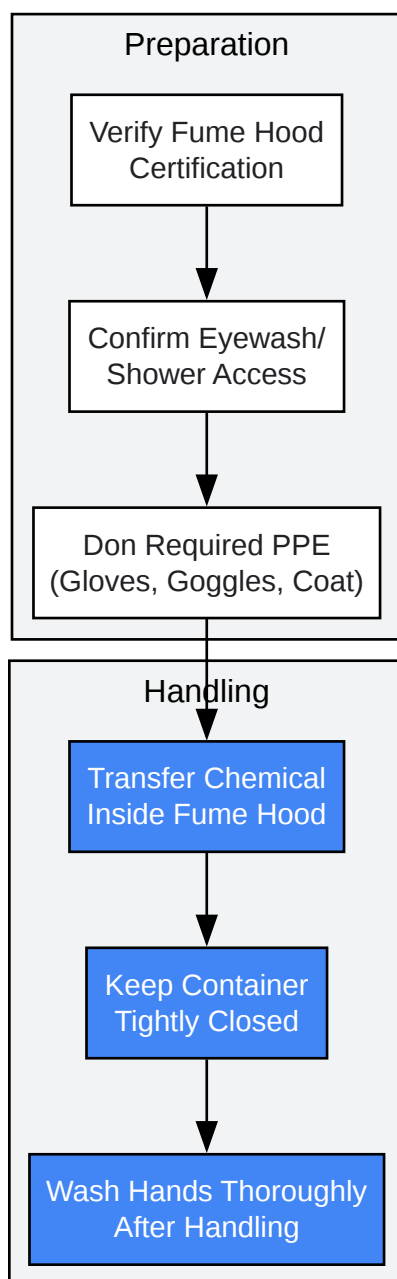 Preparation
Verify Fume Hood
Certification
Confirm Eyewash/
Shower Access
Don Required PPE
(Gloves, Goggles, Coat)
Handling
Transfer Chemical
Inside Fume Hood
Keep Container
Tightly Closed
Wash Hands Thoroughly
After Handling